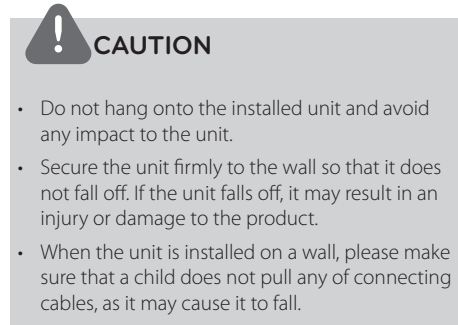 CAUTION
• Do not hang onto the installed unit and avoid
any impact to the unit.
• Secure the unit firmly to the wall so that it does
not fall off. If the unit falls off, it may result in an
injury or damage to the product.
• When the unit is installed on a wall, please make
sure that a child does not pull any of connecting
cables, as it may cause it to fall.